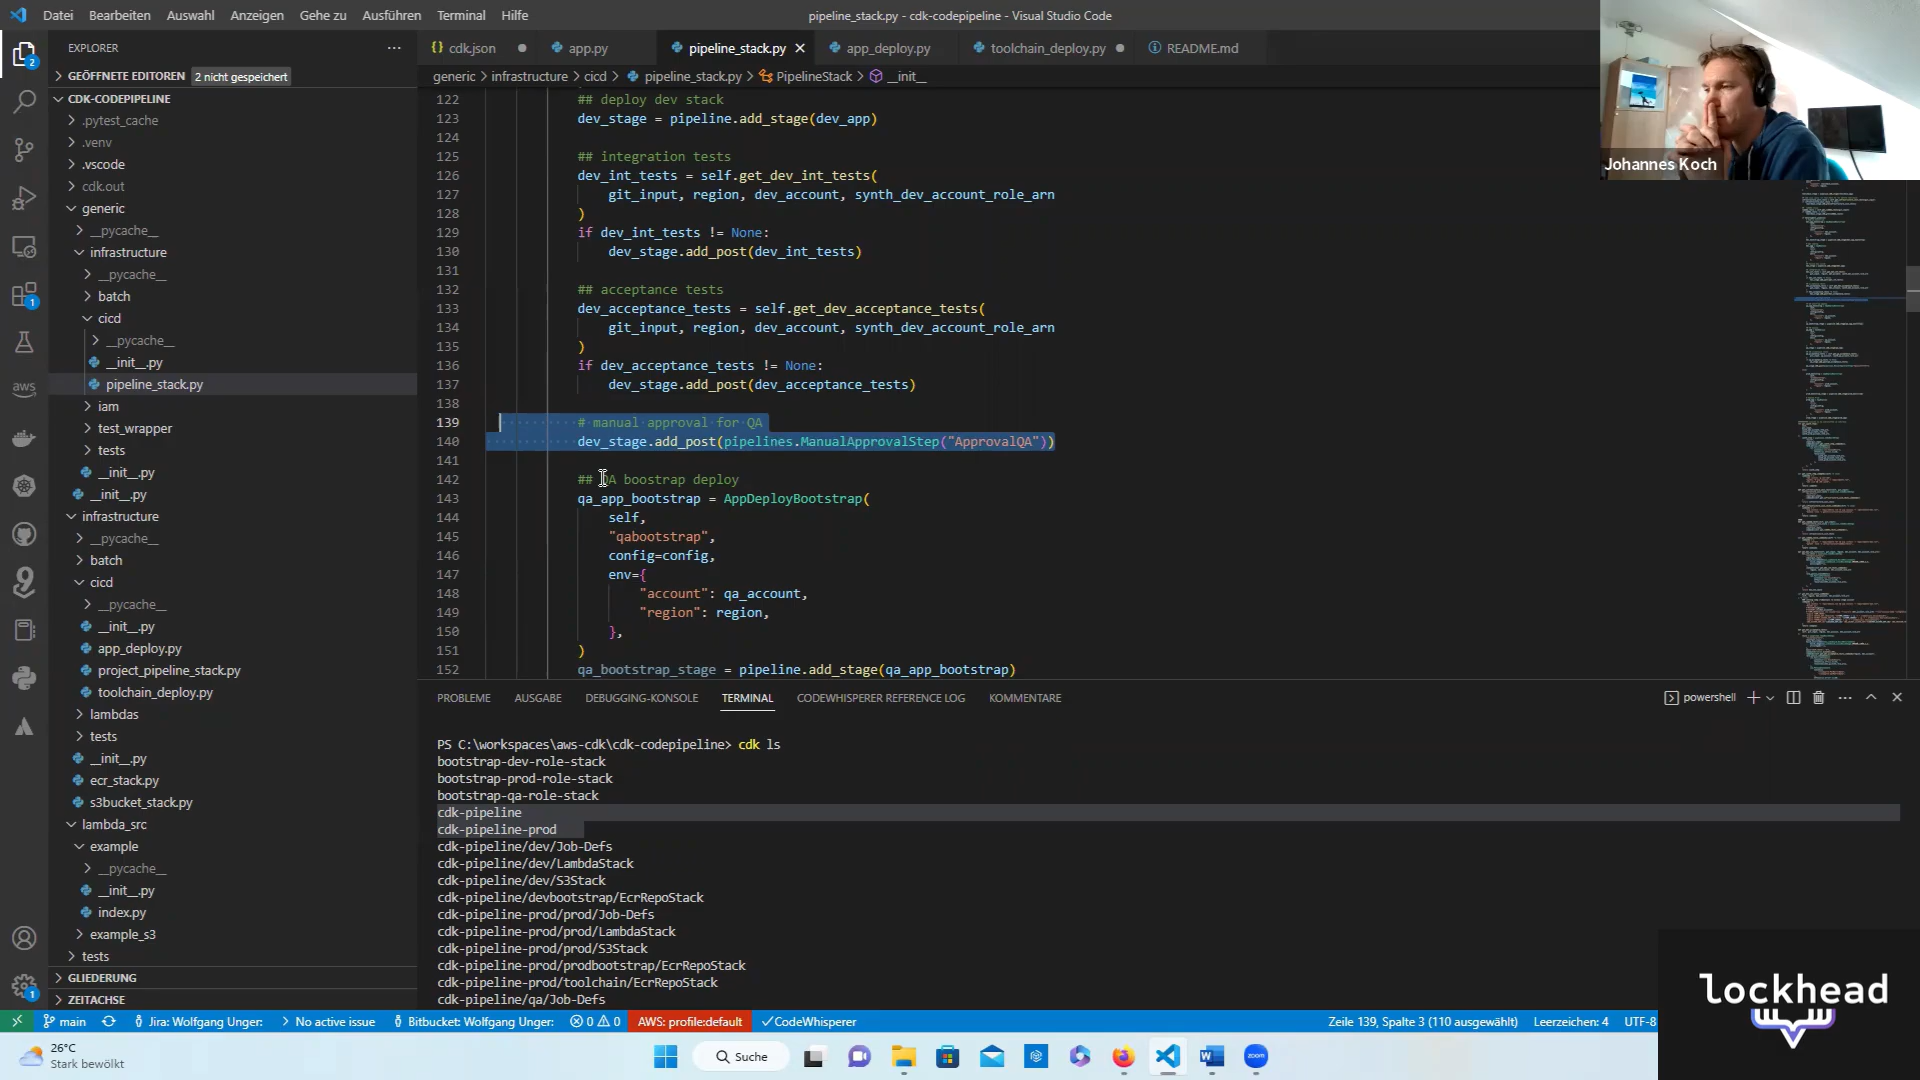 Datei Bearbeiten Auswahl Anzeigen Gehe zu Ausführen Terminal Hilfe
pipeline_stack.py - cdk-codepipeline - Visual Studio Code
EXPLORER
GEÖFFNETE EDITOREN 2 nicht gespeichert
CDK-CODEPIPELINE
.pytest_cache
.venv
.vscode
cdk.out
generic
__pycache__
infrastructure
__pycache__
batch
cicd
__pycache__
__init__.py
pipeline_stack.py
iam
test_wrapper
tests
__init__.py
__init__.py
infrastructure
__pycache__
batch
cicd
__pycache__
__init__.py
app_deploy.py
project_pipeline_stack.py
toolchain_deploy.py
lambdas
tests
__init__.py
ecr_stack.py
s3bucket_stack.py
lambda_src
example
__pycache__
__init__.py
index.py
example_s3
tests
GLIEDERUNG
ZEITACHSE
cdk.json app.py pipeline_stack.py app_deploy.py toolchain_deploy.py README.md
generic > infrastructure > cicd > pipeline_stack.py > PipelineStack > __init__
122 ## deploy dev stack
123 dev_stage = pipeline.add_stage(dev_app)
124
125 ## integration tests
126 dev_int_tests = self.get_dev_int_tests(
127 git_input, region, dev_account, synth_dev_account_role_arn
128 )
129 if dev_int_tests != None:
130 dev_stage.add_post(dev_int_tests)
131
132 ## acceptance tests
133 dev_acceptance_tests = self.get_dev_acceptance_tests(
134 git_input, region, dev_account, synth_dev_account_role_arn
135 )
136 if dev_acceptance_tests != None:
137 dev_stage.add_post(dev_acceptance_tests)
138
139 # manual approval for QA
140 dev_stage.add_post(pipelines.ManualApprovalStep("ApprovalQA"))
141
142 ## QA boostrap deploy
143 qa_app_bootstrap = AppDeployBootstrap(
144 self,
145 "qabootstrap",
146 config=config,
147 env={
148 "account": qa_account,
149 "region": region,
150 },
151 )
152 qa_bootstrap_stage = pipeline.add_stage(qa_app_bootstrap)
Johannes Koch
PROBLEME AUSGABE DEBUGGING-KONSOLE TERMINAL CODEWHISPERER REFERENCE LOG KOMMENTARE
powershell
PS C:\workspaces\aws-cdk\cdk-codepipeline> cdk ls
bootstrap-dev-role-stack
bootstrap-prod-role-stack
bootstrap-qa-role-stack
cdk-pipeline
cdk-pipeline-prod
cdk-pipeline/dev/Job-Defs
cdk-pipeline/dev/LambdaStack
cdk-pipeline/dev/S3Stack
cdk-pipeline/devbootstrap/EcrRepoStack
cdk-pipeline-prod/prod/Job-Defs
cdk-pipeline-prod/prod/LambdaStack
cdk-pipeline-prod/prod/S3Stack
cdk-pipeline-prod/prodbootstrap/EcrRepoStack
cdk-pipeline-prod/toolchain/EcrRepoStack
cdk-pipeline/qa/Job-Defs
lockhead
main Jira: Wolfgang Unger: No active issue Bitbucket: Wolfgang Unger: 0 0 AWS: profile:default CodeWhisperer
Zeile 139, Spalte 3 (110 ausgewählt) Leerzeichen: 4 UTF-8
26°C
Stark bewölkt
Suche